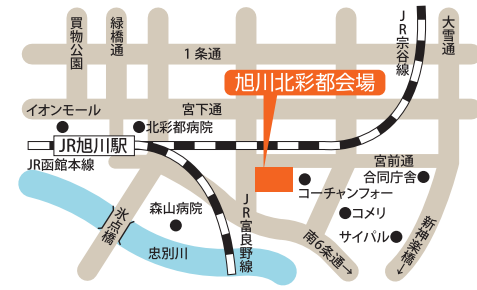 買物公園
緑橋通
1条通
JR宗谷線
大雪通
旭川北彩都会場
イオンモール
宮下通
北彩都病院
JR旭川駅
JR函館本線
宮前通
合同庁舎
コーチャンフォー
氷点橋
森山病院
忠別川
JR富良野線
コメリ
サイパル
南6条通→
新神楽橋→